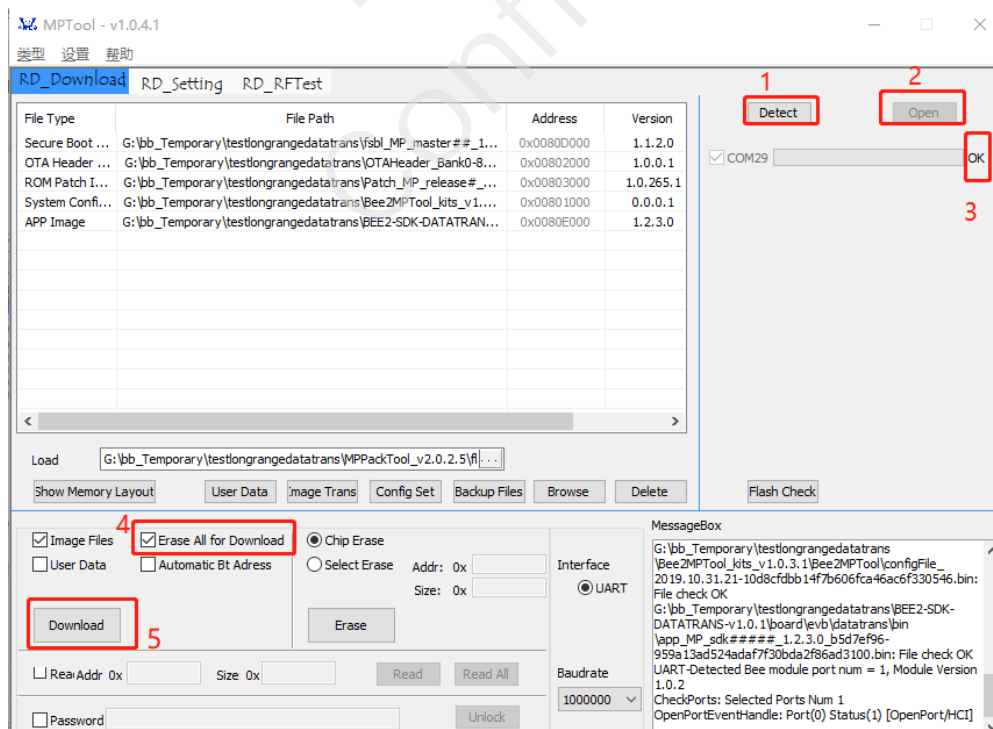 MPTool - v1.0.4.1
类型 设置 帮助
RD_Download RD_Setting RD_RFTest
1 2
Detect Open
File Type File Path Address Version
Secure Boot ... G:\bb_Temporary\testlongrangedatatrans\fsbl_MP_master##_1... 0x0080D000 1.1.2.0
OTA Header ... G:\bb_Temporary\testlongrangedatatrans\OTAHeader_Bank0-8... 0x00802000 1.0.0.1
ROM Patch I... G:\bb_Temporary\testlongrangedatatrans\Patch_MP_release#_... 0x00803000 1.0.265.1
System Confi... G:\bb_Temporary\testlongrangedatatrans\Bee2MPTool_kits_v1.... 0x00801000 0.0.0.1
APP Image G:\bb_Temporary\testlongrangedatatrans\BEE2-SDK-DATATRAN... 0x0080E000 1.2.3.0
COM29 OK
3
Load G:\bb_Temporary\testlongrangedatatrans\MPPackTool_v2.0.2.5\fl ...
Show Memory Layout User Data Image Trans Config Set Backup Files Browse Delete Flash Check
4
Image Files Erase All for Download Chip Erase
User Data Automatic Bt Adress Select Erase Addr: 0x
Size: 0x
Interface
UART
Download 5 Erase
Rea Addr 0x Size 0x Read Read All
Baudrate
1000000
Password Unlock
MessageBox
G:\bb_Temporary\testlongrangedatatrans
\Bee2MPTool_kits_v1.0.3.1\Bee2MPTool\configFile_
2019.10.31.21-10d8cfdbb14f7b606fca46ac6f330546.bin:
File check OK
G:\bb_Temporary\testlongrangedatatrans\BEE2-SDK-
DATATRANS-v1.0.1\board\evb\datatrans\bin
\app_MP_sdk#####_1.2.3.0_b5d7ef96-
959a13ad524adaf7f30bda2f86ad3100.bin: File check OK
UART-Detected Bee module port num = 1, Module Version
1.0.2
CheckPorts: Selected Ports Num 1
OpenPortEventHandle: Port(0) Status(1) [OpenPort/HCI]